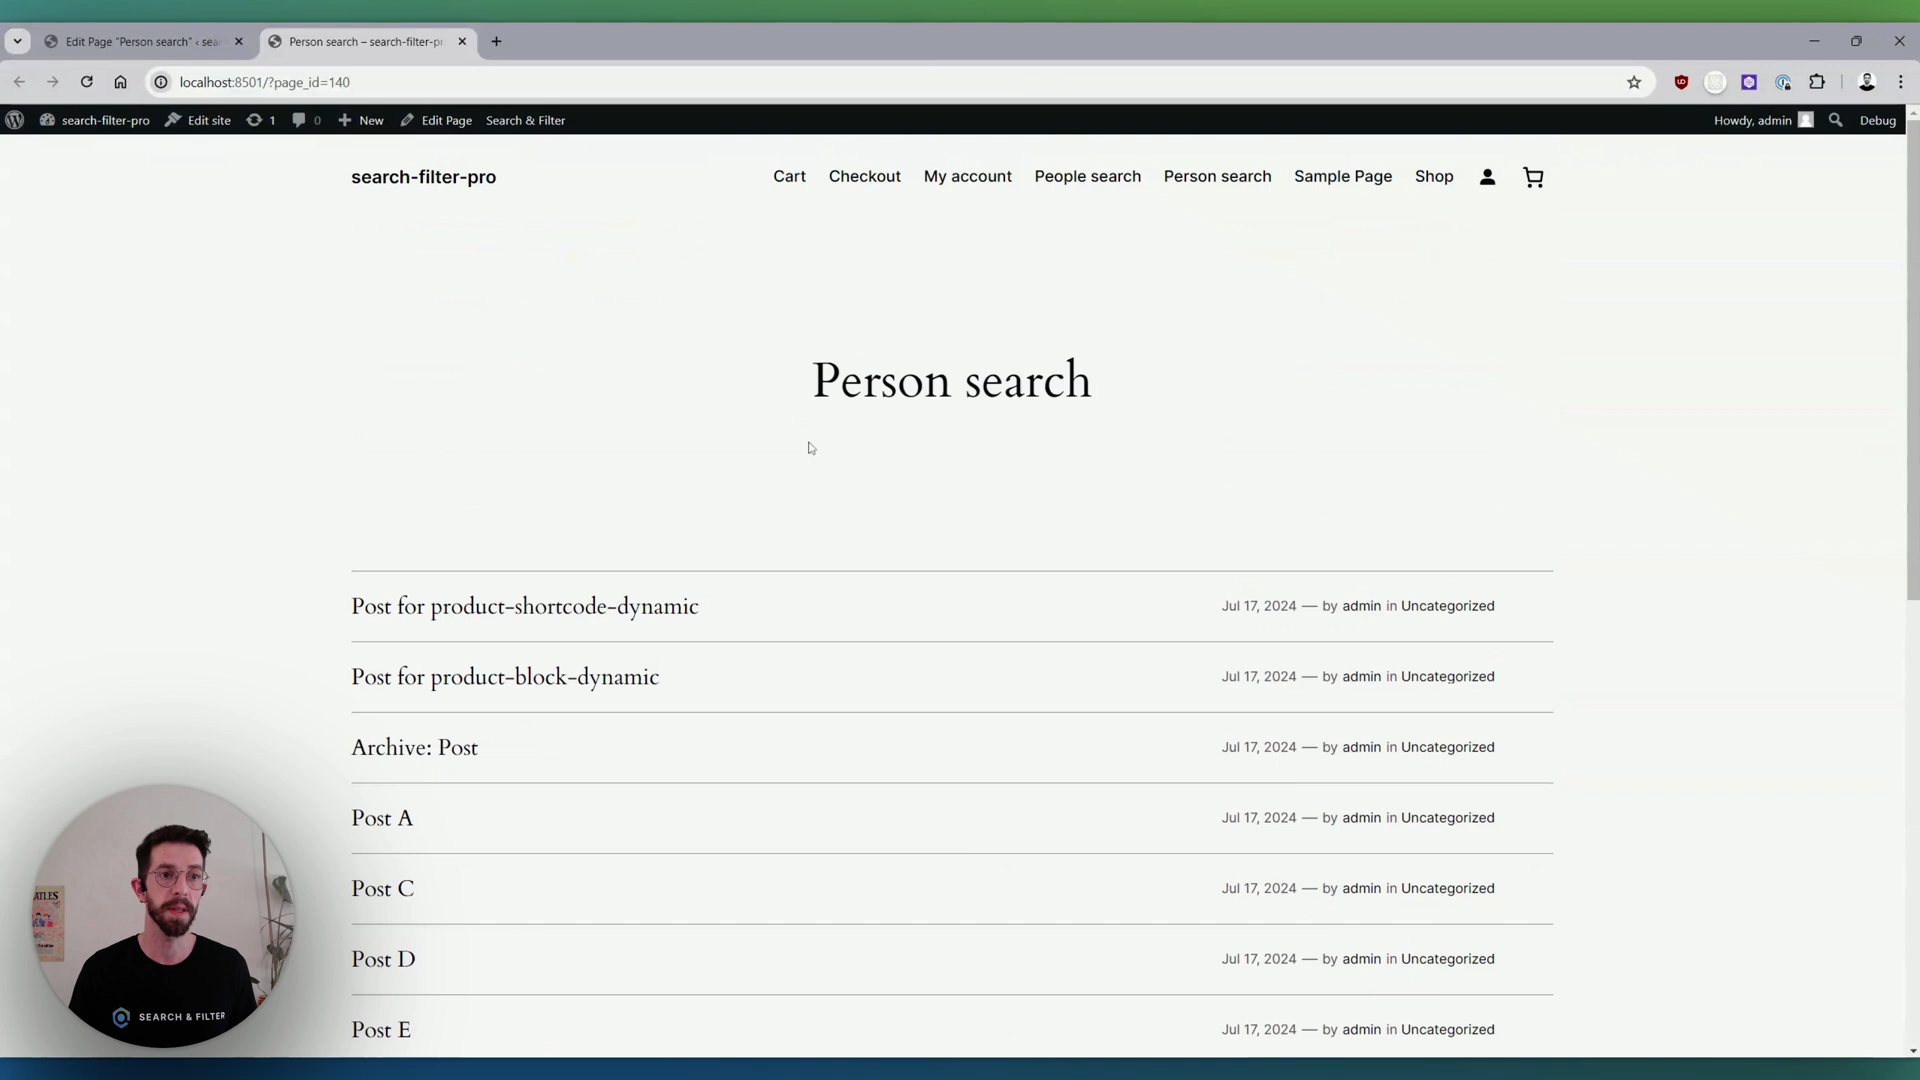 Edit Page "Person search" ‹ sea
Person search – search-filter-pr
localhost:8501/?page_id=140
search-filter-pro
Edit site
1
0
New
Edit Page
Search & Filter
Howdy, admin
Debug
search-filter-pro
Cart
Checkout
My account
People search
Person search
Sample Page
Shop
Person search
Post for product-shortcode-dynamic
Jul 17, 2024 — by admin in Uncategorized
Post for product-block-dynamic
Jul 17, 2024 — by admin in Uncategorized
Archive: Post
Jul 17, 2024 — by admin in Uncategorized
Post A
Jul 17, 2024 — by admin in Uncategorized
Post C
Jul 17, 2024 — by admin in Uncategorized
Post D
Jul 17, 2024 — by admin in Uncategorized
Post E
Jul 17, 2024 — by admin in Uncategorized
ATLES
SEARCH & FILTER